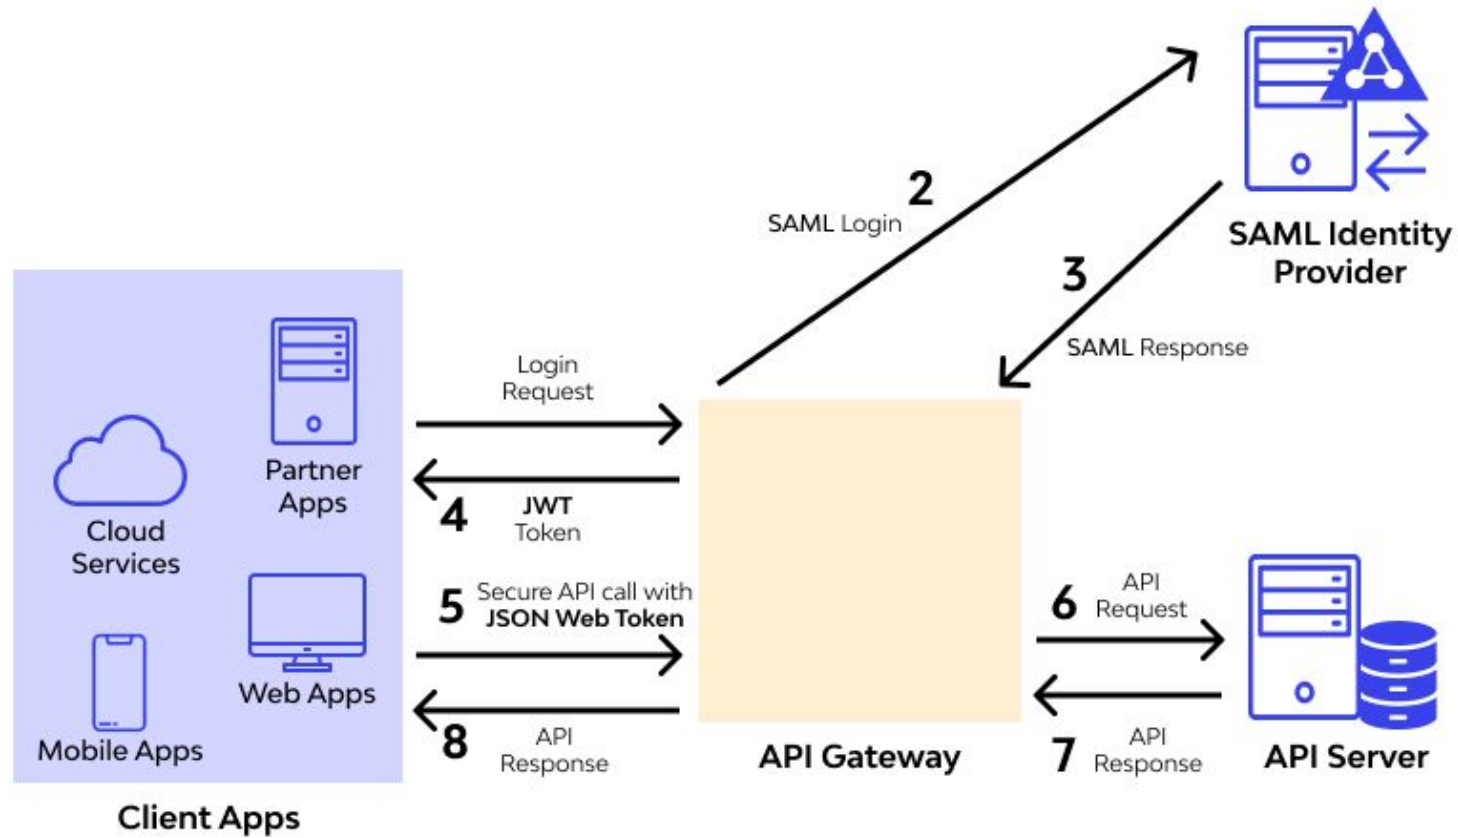 2
SAML Login
3
SAML Response
SAML Identity
Provider
Login
Request
4
JWT
Token
5
Secure API call with
JSON Web Token
8
API
Response
Partner
Apps
Cloud
Services
Web Apps
Mobile Apps
Client Apps
API Gateway
6
API
Request
7
API
Response
API Server